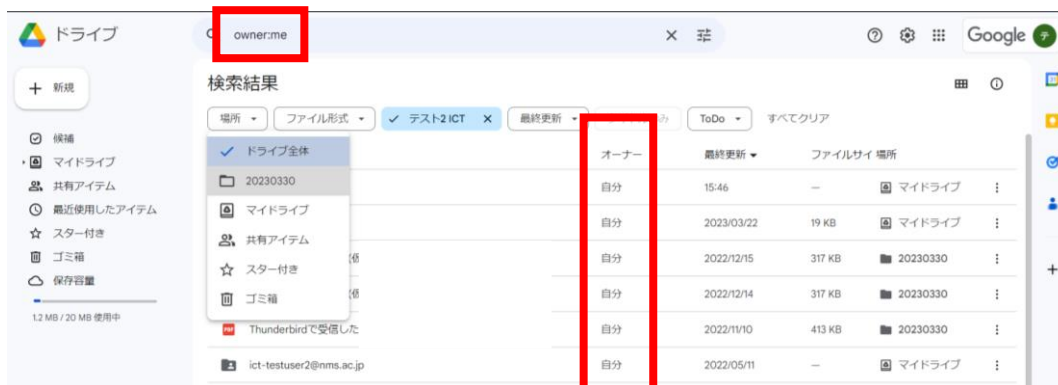 ドライブ
owner:me
Google テ
新規
検索結果
場所 ファイル形式 テスト2 ICT 最終更新 ToDo すべてクリア
候補
マイドライブ
共有アイテム
最近使用したアイテム
スター付き
ゴミ箱
保存容量
1.2 MB / 20 MB 使用中
ドライブ全体
20230330
マイドライブ
共有アイテム
スター付き
ゴミ箱
オーナー 最終更新 ファイルサイ 場所
自分 15:46 — マイドライブ
自分 2023/03/22 19 KB マイドライブ
自分 2022/12/15 317 KB 20230330
自分 2022/12/14 317 KB 20230330
PDF Thunderbirdで受信した 自分 2022/11/10 413 KB 20230330
ict-testuser2@nms.ac.jp 自分 2022/05/11 — マイドライブ